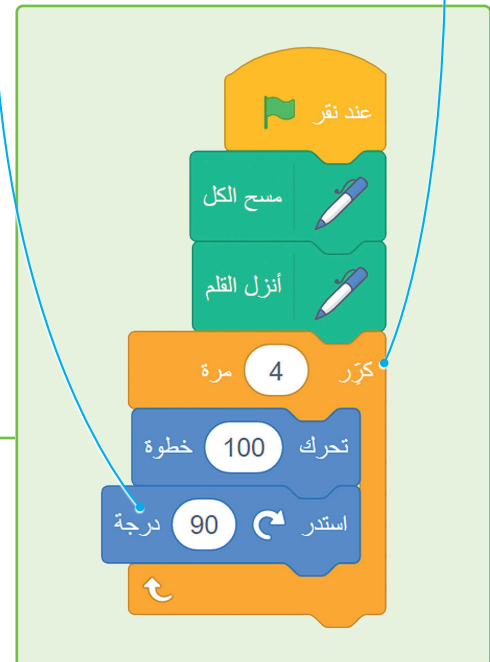 عند نقر
مسح الكل
أنزل القلم
كرّر 4 مرة
تحرك 100 خطوة
استدر 90 درجة